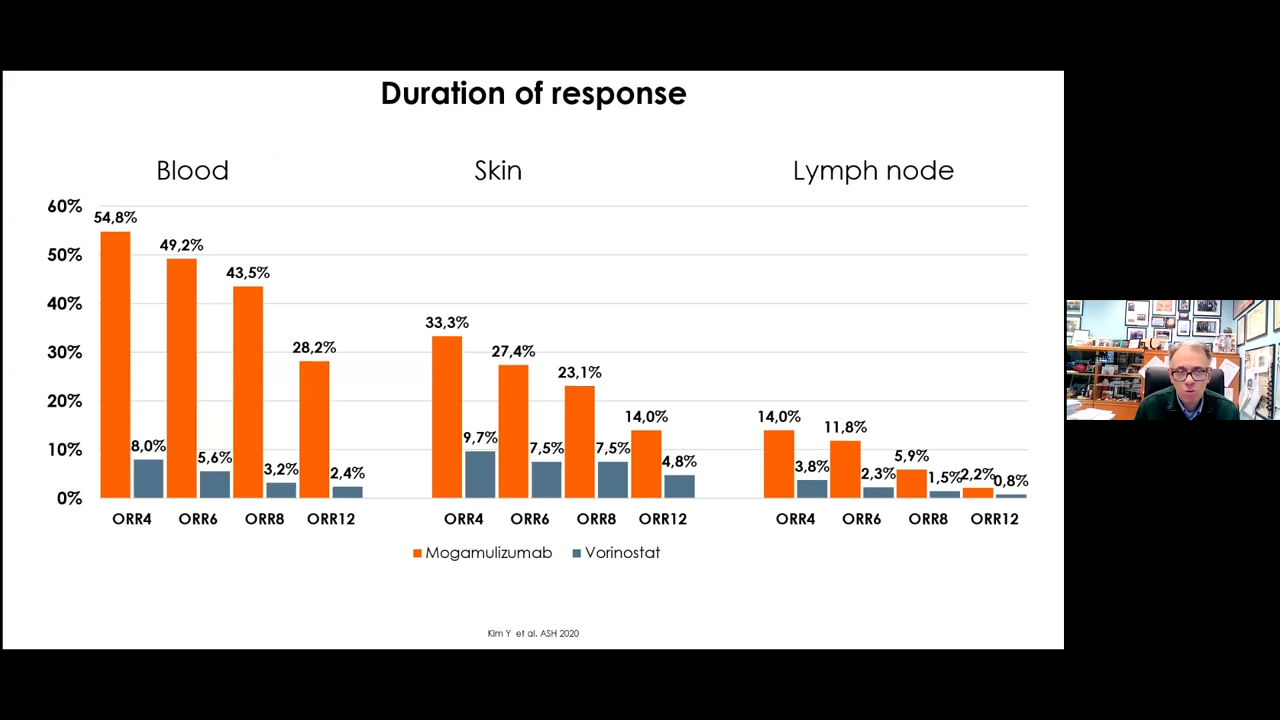 Duration of response
Blood Skin Lymph node
60%
50%
40%
30%
20%
10%
0%
54,8% 8,0% 49,2% 5,6% 43,5% 3,2% 28,2% 2,4%
33,3% 9,7% 27,4% 7,5% 23,1% 7,5% 14,0% 4,8%
14,0% 3,8% 11,8% 2,3% 5,9% 1,5% 2,2% 0,8%
ORR4 ORR6 ORR8 ORR12 ORR4 ORR6 ORR8 ORR12 ORR4 ORR6 ORR8 ORR12
Mogamulizumab Vorinostat
Kim Y et al. ASH 2020